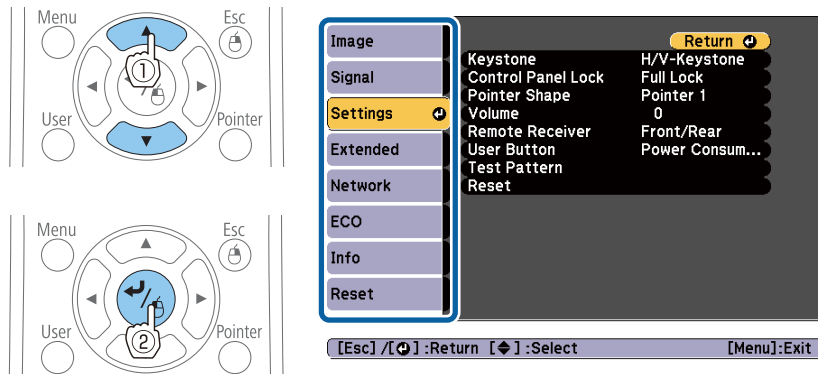 Menu
Esc
①
User
Pointer
Menu
Esc
User
②
Pointer
Image
Signal
Settings
Extended
Network
ECO
Info
Reset
Return
Keystone H/V-Keystone
Control Panel Lock Full Lock
Pointer Shape Pointer 1
Volume 0
Remote Receiver Front/Rear
User Button Power Consum...
Test Pattern
Reset
[Esc] /[ ] :Return [ ] :Select [Menu]:Exit